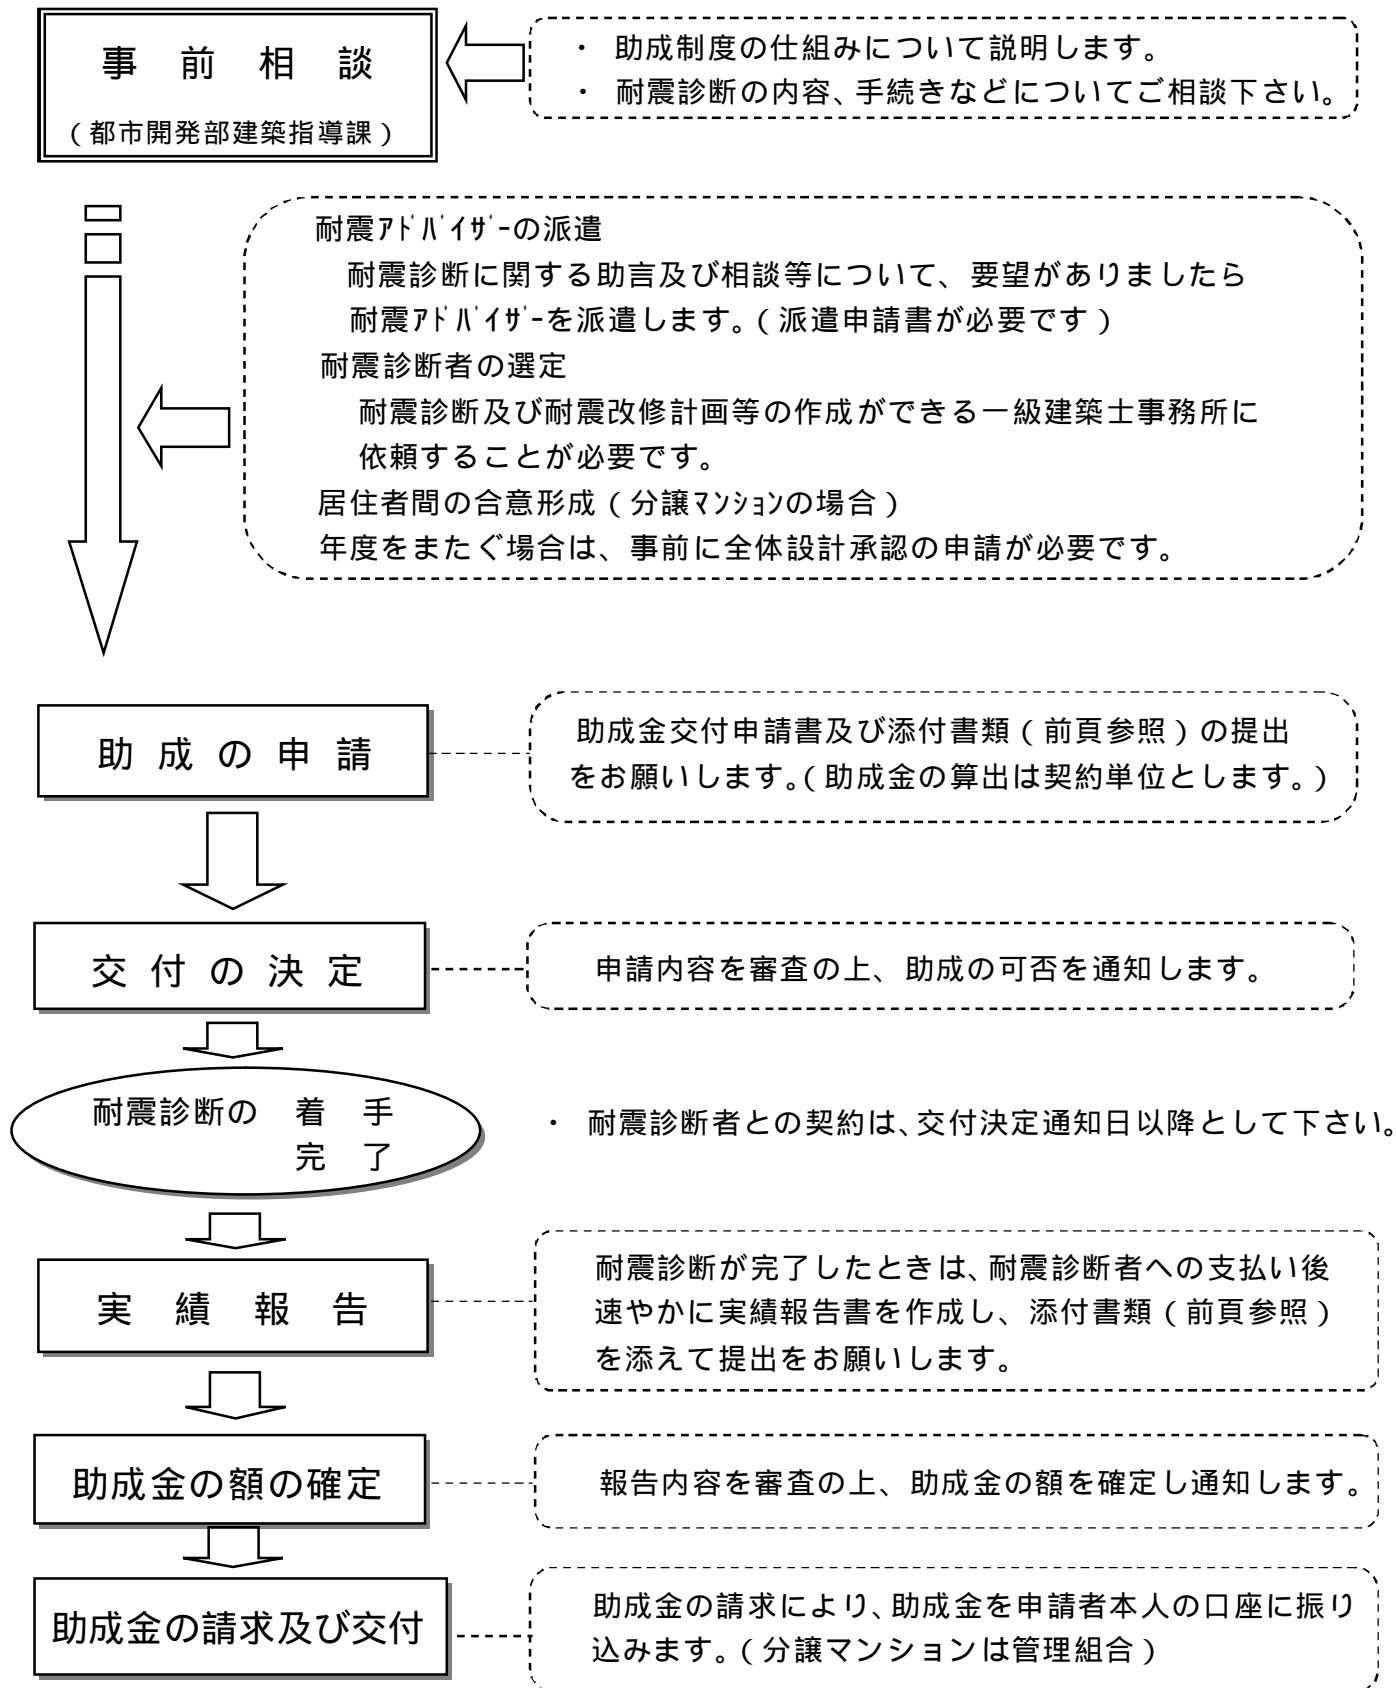 事　前　相　談
（都市開発部建築指導課）
・　助成制度の仕組みについて説明します。
・　耐震診断の内容、手続きなどについてご相談下さい。
耐震ｱﾄﾞﾊﾞｲｻﾞｰの派遣
耐震診断に関する助言及び相談等について、要望がありましたら
耐震ｱﾄﾞﾊﾞｲｻﾞｰを派遣します。（派遣申請書が必要です）
耐震診断者の選定
耐震診断及び耐震改修計画等の作成ができる一級建築士事務所に
依頼することが必要です。
居住者間の合意形成（分譲ﾏﾝｼｮﾝの場合）
年度をまたぐ場合は、事前に全体設計承認の申請が必要です。
助　成　の　申　請
助成金交付申請書及び添付書類（前頁参照）の提出
をお願いします。（助成金の算出は契約単位とします。）
交　付　の　決　定
申請内容を審査の上、助成の可否を通知します。
耐震診断の　着　手
完　了
・　耐震診断者との契約は、交付決定通知日以降として下さい。
実　績　報　告
耐震診断が完了したときは、耐震診断者への支払い後
速やかに実績報告書を作成し、添付書類（前頁参照）
を添えて提出をお願いします。
助成金の額の確定
報告内容を審査の上、助成金の額を確定し通知します。
助成金の請求及び交付
助成金の請求により、助成金を申請者本人の口座に振り
込みます。（分譲マンションは管理組合）